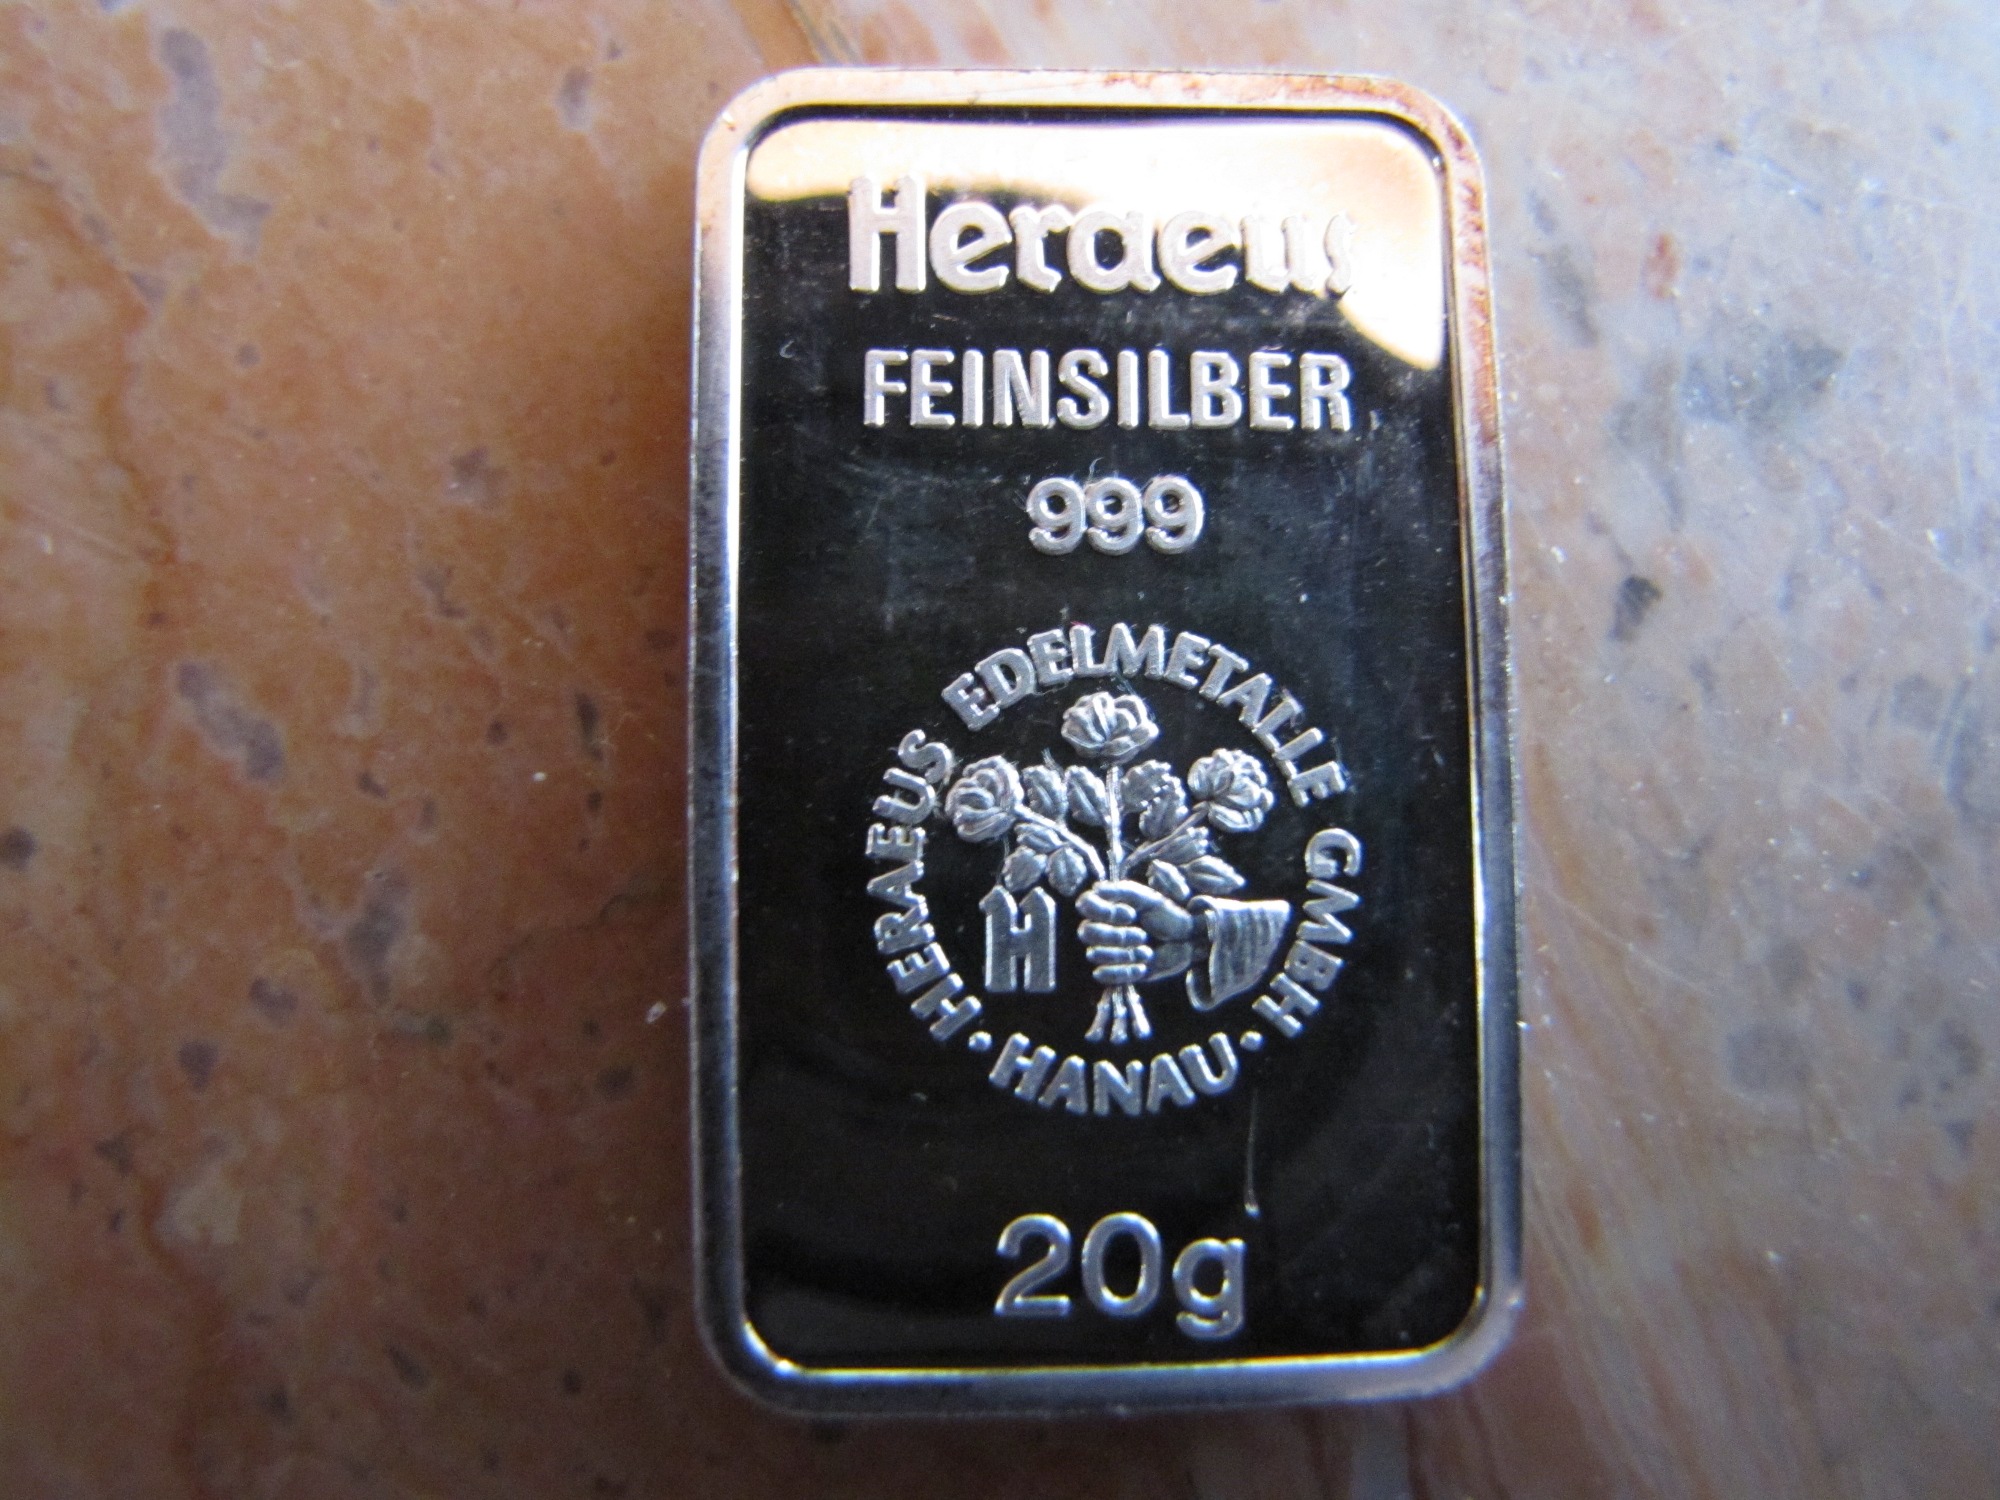 Heraeus
FEINSILBER
999
HERAEUS EDELMETALLE GMBH
H
• HANAU •
20g